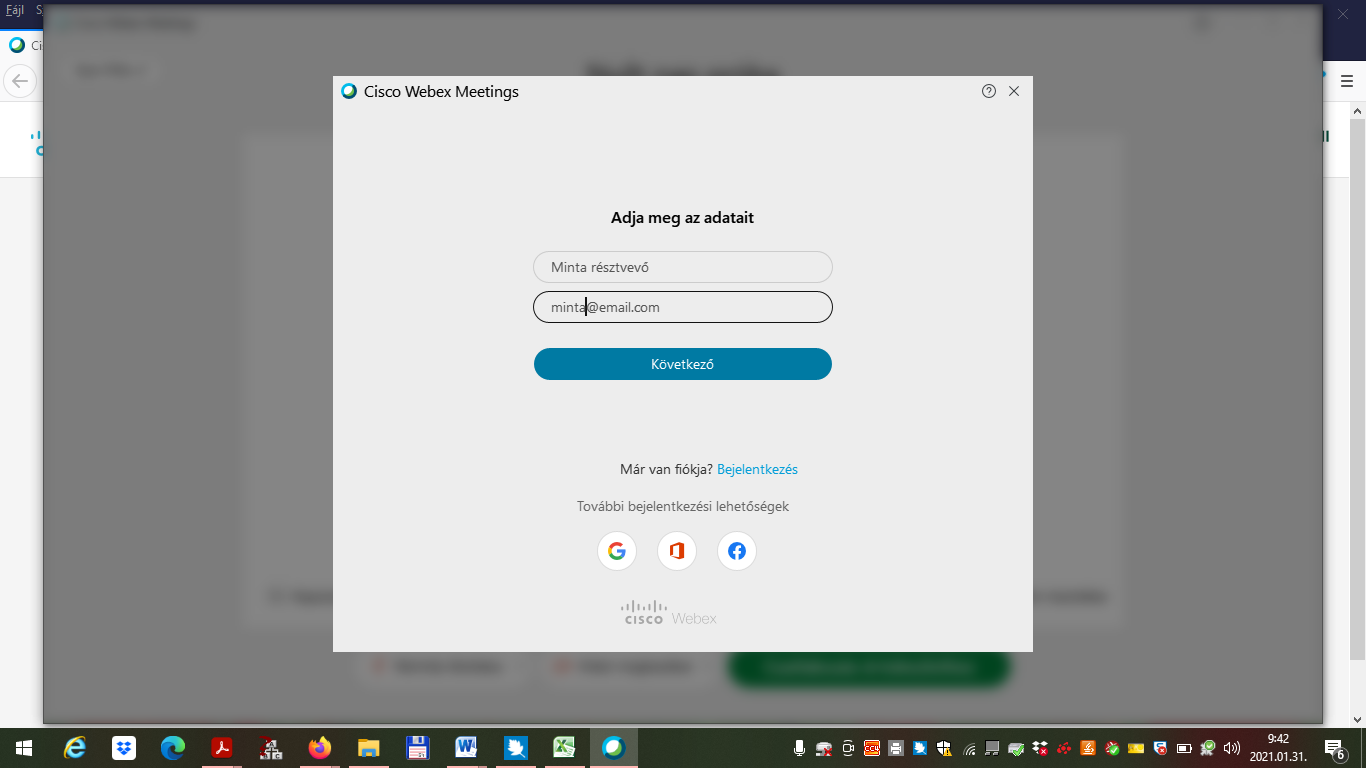 Fájl
Cisco Webex Meetings
Adja meg az adatait
Minta résztvevő
minta@email.com
Következő
Már van fiókja? Bejelentkezés
További bejelentkezési lehetőségek
CISCO Webex
9:42
2021.01.31.
6